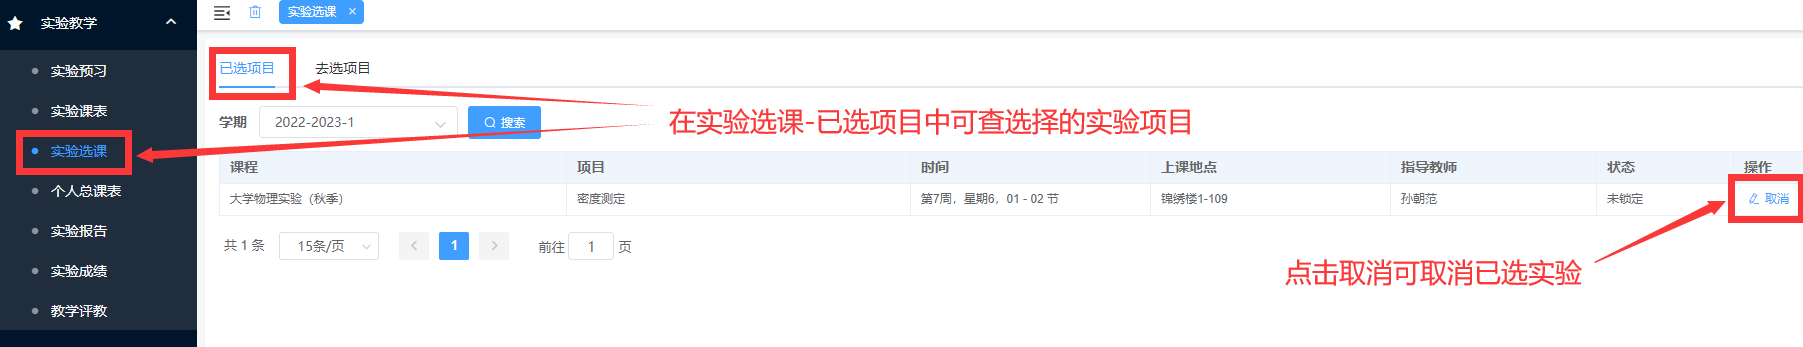 实验教学
实验预习
实验课表
实验选课
个人总课表
实验报告
实验成绩
教学评教
实验选课 ×
已选项目 去选项目
学期 2022-2023-1 搜索
在实验选课-已选项目中可查选择的实验项目
课程 项目 时间 上课地点 指导教师 状态 操作
大学物理实验（秋季） 密度测定 第7周，星期6，01 - 02 节 锦绣楼1-109 孙朝范 未锁定 取消
共 1 条 15条/页 < 1 > 前往 1 页
点击取消可取消已选实验